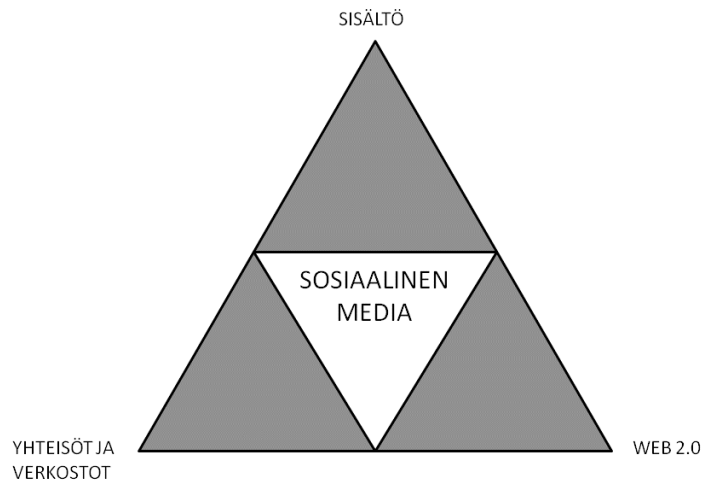 SISÄLTÖ
SOSIAALINEN
MEDIA
YHTEISÖT JA
VERKOSTOT
WEB 2.0